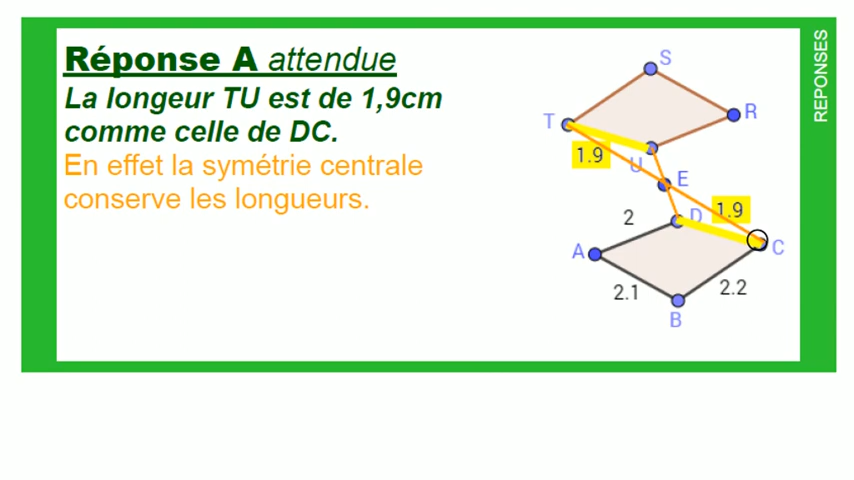 Réponse A attendue
La longeur TU est de 1,9cm
comme celle de DC.
En effet la symétrie centrale
conserve les longueurs.
REPONSES
S
R
T
1.9
U
E
D
1.9
2
A
C
2.1
2.2
B